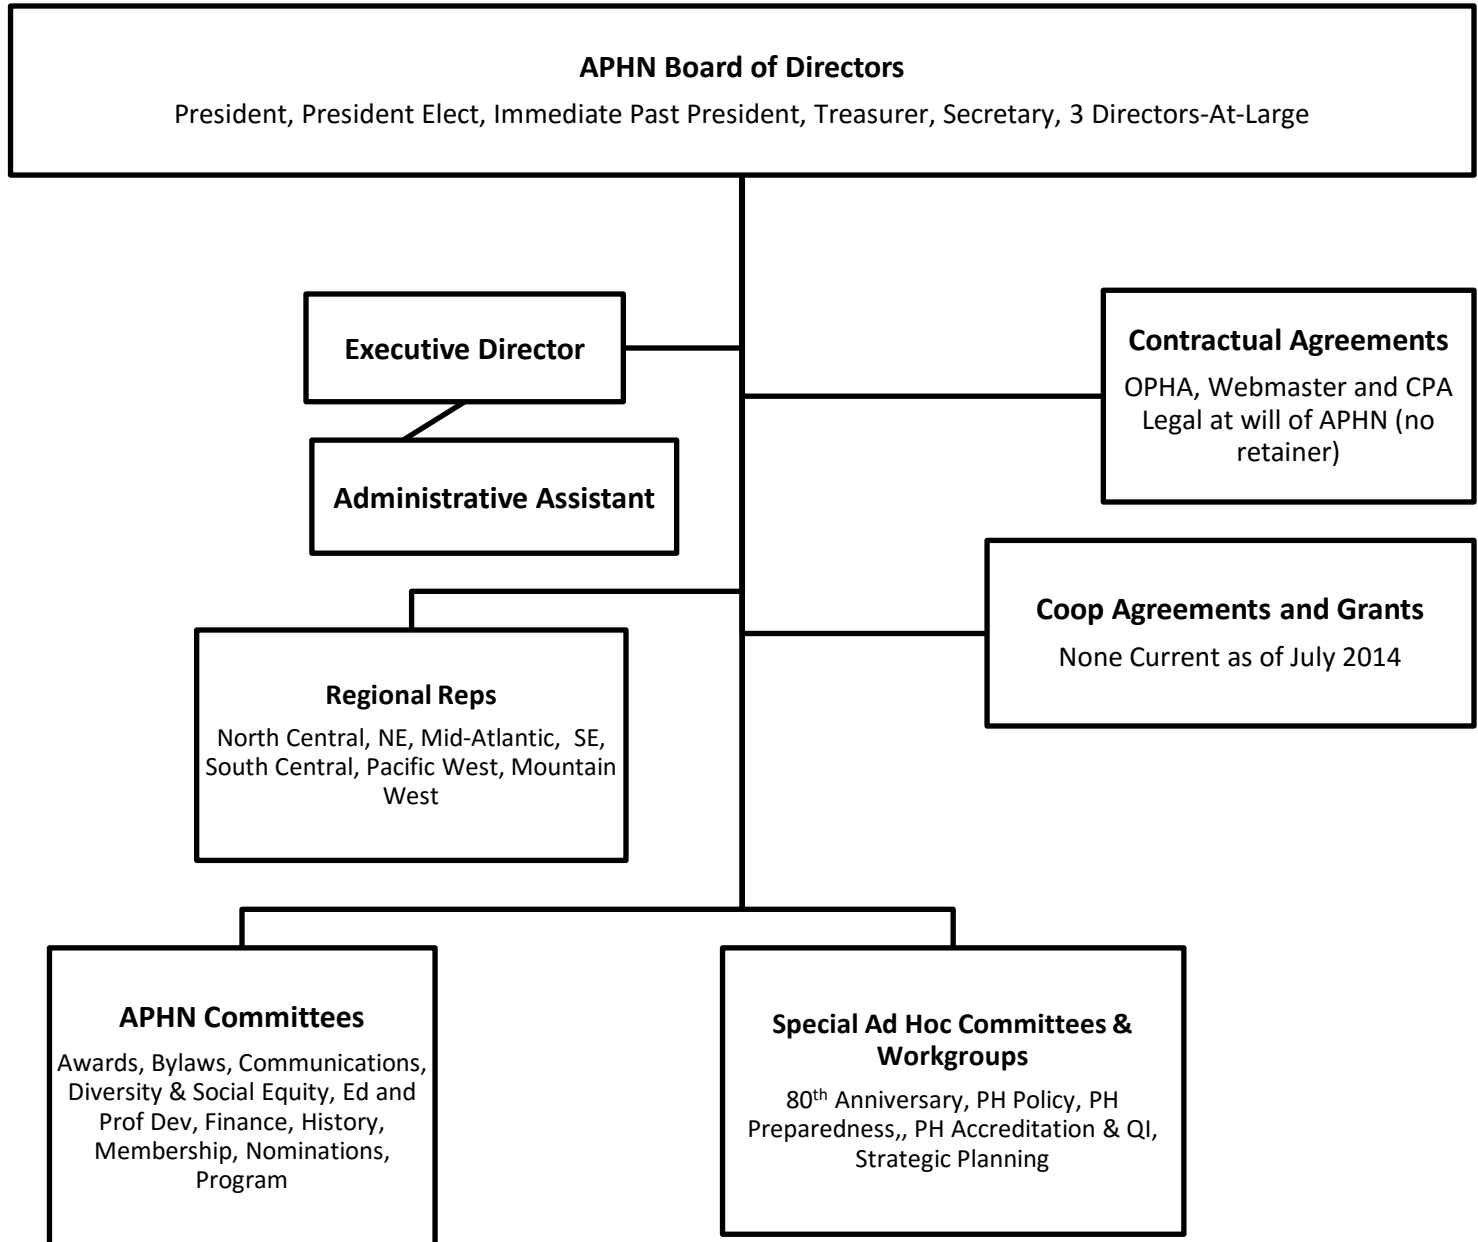 APHN Board of Directors
President, President Elect, Immediate Past President, Treasurer, Secretary, 3 Directors-At-Large
Executive Director
Contractual Agreements
OPHA, Webmaster and CPA
Legal at will of APHN (no
retainer)
Administrative Assistant
Coop Agreements and Grants
None Current as of July 2014
Regional Reps
North Central, NE, Mid-Atlantic, SE,
South Central, Pacific West, Mountain
West
APHN Committees
Awards, Bylaws, Communications,
Diversity & Social Equity, Ed and
Prof Dev, Finance, History,
Membership, Nominations,
Program
Special Ad Hoc Committees &
Workgroups
80th Anniversary, PH Policy, PH
Preparedness,, PH Accreditation & QI,
Strategic Planning